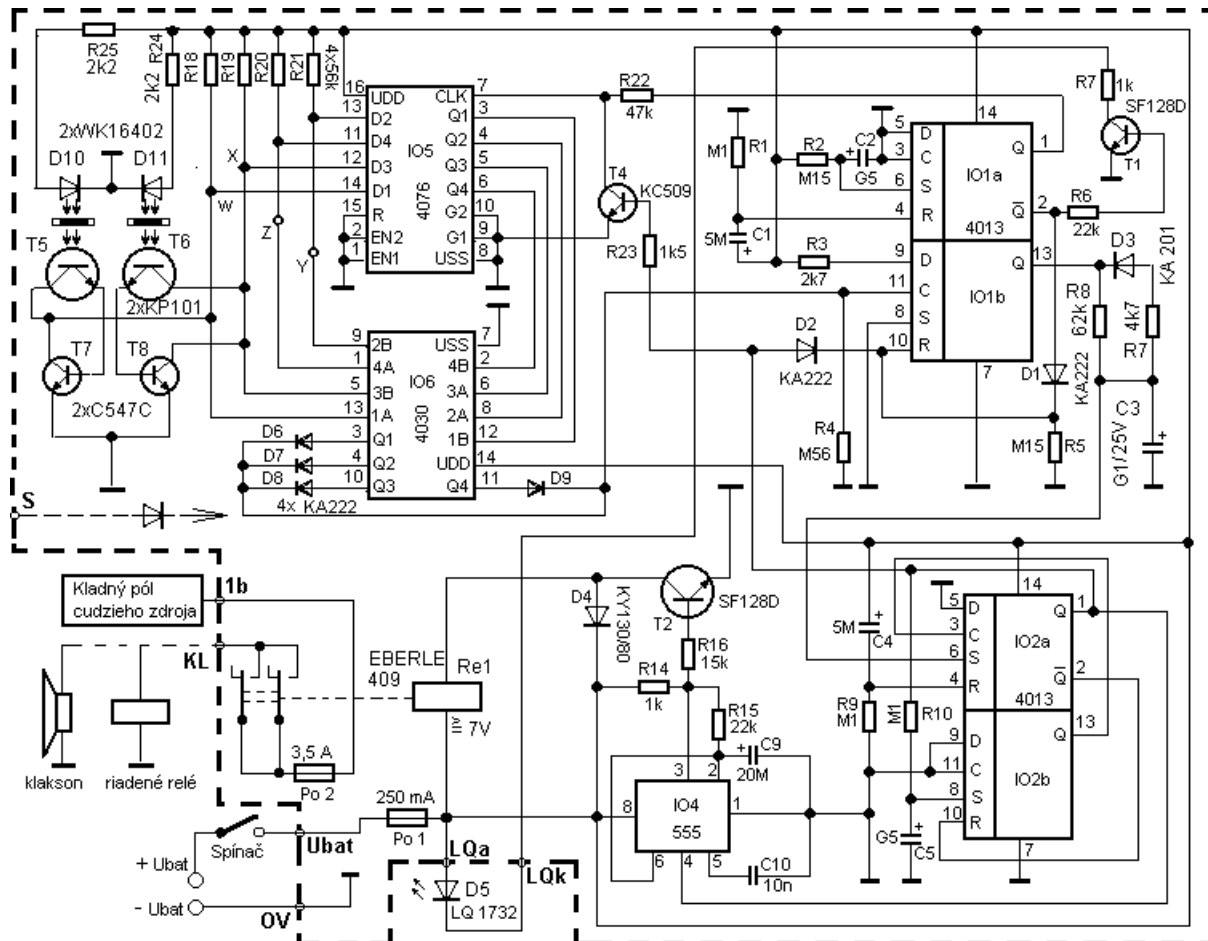 R25
2k2
R24
2k2
R18
R19
R20
R21
4x56k
2xWK16402
D10
D11
X
W
Z
Y
T5
T6
2xKP101
T7
T8
2xC547C
16
UDD
CLK
7
13
D2
Q1
3
11
D4
Q2
4
12
D3
IO5
Q3
5
14
D1
4076
Q4
6
15
R
G2
10
2
EN2
G1
9
1
EN1
USS
8
9
2B
USS
7
1
4A
4B
2
5
3B
IO6
3A
6
13
1A
4030
2A
8
3
Q1
1B
12
4
Q2
UDD
14
10
Q3
Q4
11
D6
D7
D8
4x KA222
D9
R22
47k
T4
KC509
R23
1k5
M1
R1
R2
M15
+
C2
G5
5M
C1
+
R3
2k7
D2
KA222
R4
M56
5
D
3
C
6
S
4
R
9
D
11
C
8
S
10
R
IO1a
4013
IO1b
14
Q
1
Q
2
Q
13
7
R7
1k
SF128D
T1
R6
22k
D3
KA 201
R8
62k
4k7
R7
D1
KA222
M15
R5
C3
G1/25V
+
S
Kladný pól
cudzieho zdroja
1b
KL
klakson
riadené relé
EBERLE
409
Re1
≥ 7V
3,5 A
Po 2
250 mA
Po 1
Spínač
Ubat
+ Ubat
- Ubat
OV
LQa
LQk
D5
LQ 1732
D4
KY130/80
T2
SF128D
R16
15k
R14
1k
R15
22k
+
C9
20M
3
2
8
IO4
1
555
6
4
5
C10
10n
5M
+
C4
R9
M1
M1
R10
G5
+
C5
14
5
D
3
C
6
S
4
R
9
D
11
C
8
S
10
R
IO2a
4013
IO2b
Q
1
Q
2
Q
13
7